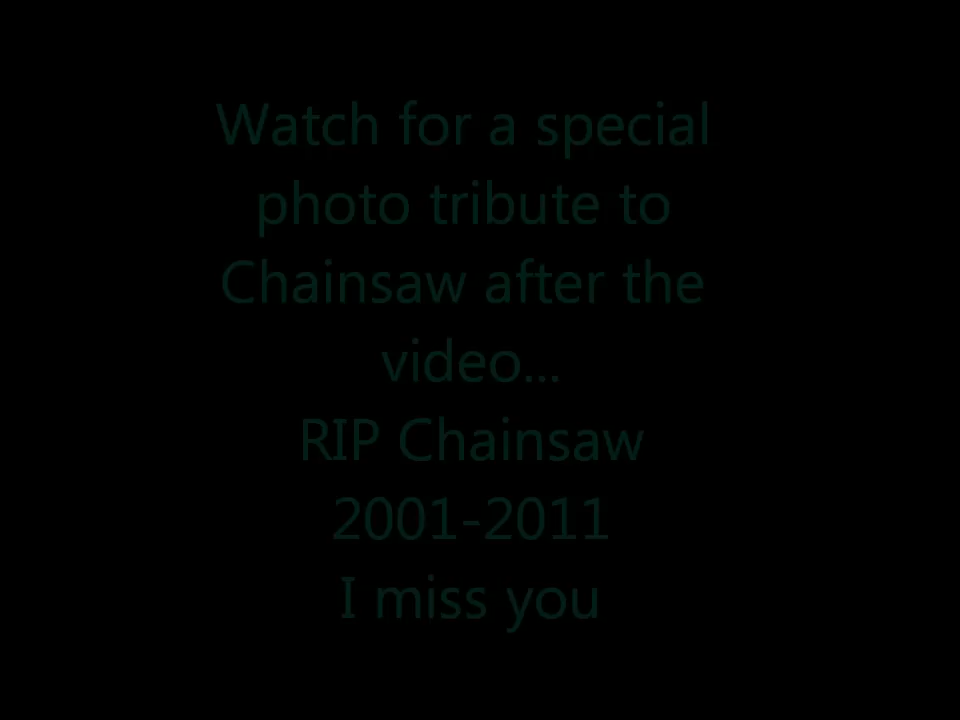 Watch for a special
photo tribute to
Chainsaw after the
video...
RIP Chainsaw
2001-2011
I miss you